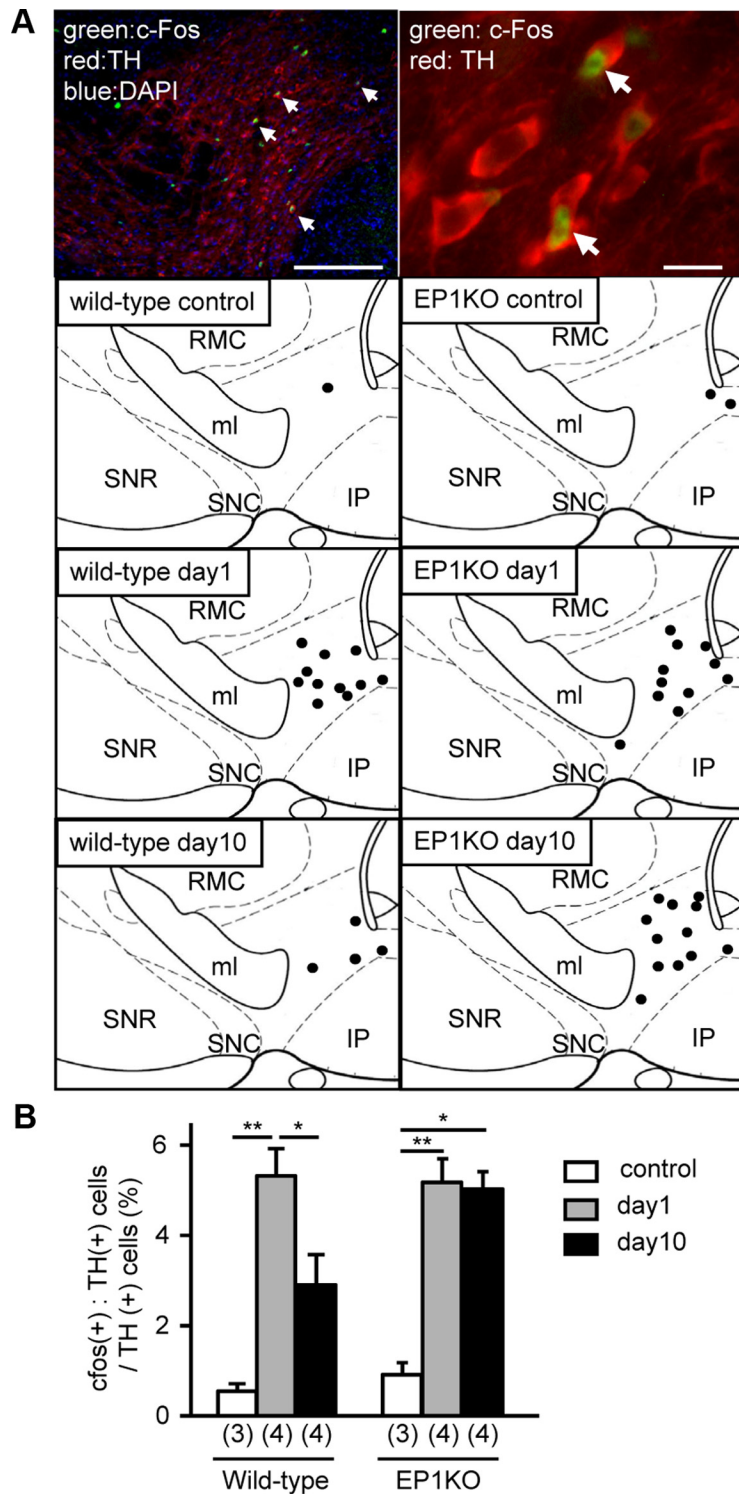 A
green:c-Fos
red:TH
blue:DAPI
green: c-Fos
red: TH
wild-type control
RMC
ml
SNR
SNC
IP
EP1KO control
RMC
ml
SNR
SNC
IP
wild-type day1
RMC
ml
SNR
SNC
IP
EP1KO day1
RMC
ml
SNR
SNC
IP
wild-type day10
RMC
ml
SNR
SNC
IP
EP1KO day10
RMC
ml
SNR
SNC
IP
B
cfos(+) : TH(+) cells
/ TH (+) cells (%)
6
4
2
0
** *
*
**
control
day1
day10
(3) (4) (4) (3) (4) (4)
Wild-type EP1KO